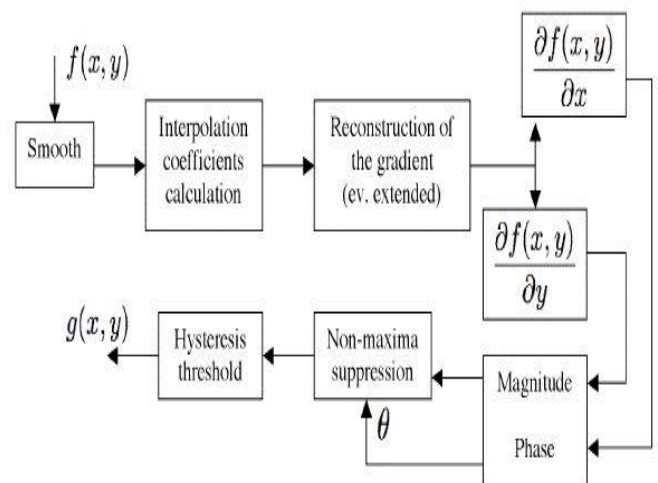 f(x, y)
Smooth
Interpolation
coefficients
calculation
Reconstruction of
the gradient
(ev. extended)
∂f(x, y)
∂x
∂f(x, y)
∂y
g(x, y)
Hysteresis
threshold
Non-maxima
suppression
θ
Magnitude
Phase